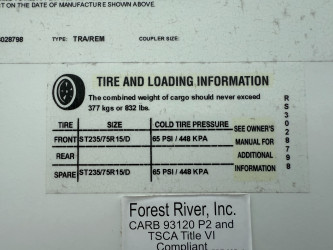 T ON THE DATE OF MANUFACTURE SHOWN ABOVE.
3028798 TYPE: TRA/REM COUPLER SIZE:
TIRE AND LOADING INFORMATION
The combined weight of cargo should never exceed
377 kgs or 832 lbs.
TIRE SIZE COLD TIRE PRESSURE
FRONT ST235/75R15/D 65 PSI / 448 KPA
REAR
SPARE ST235/75R15/D 65 PSI / 448 KPA
SEE OWNER'S
MANUAL FOR
ADDITIONAL
INFORMATION
RS3028798
Forest River, Inc.
CARB 93120 P2 and
TSCA Title VI
Compliant